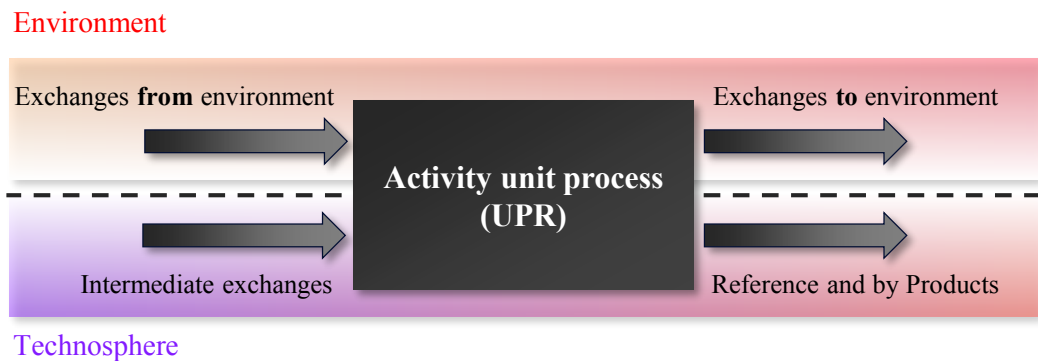 Environment
Exchanges from environment
Exchanges to environment
Activity unit process
(UPR)
Intermediate exchanges
Reference and by Products
Technosphere